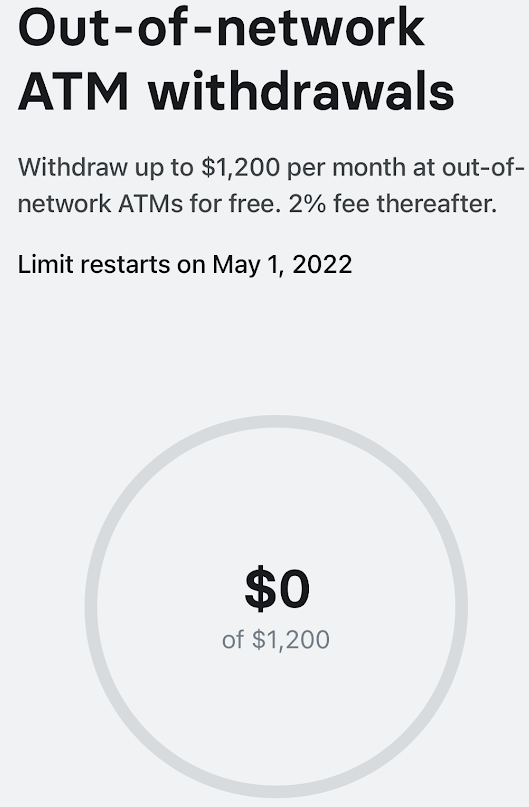 Out-of-network
ATM withdrawals
Withdraw up to $1,200 per month at out-of-
network ATMs for free. 2% fee thereafter.
Limit restarts on May 1, 2022
$0
of $1,200